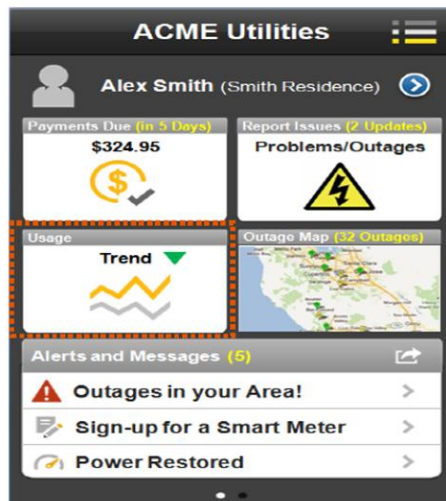 ACME Utilities
Alex Smith (Smith Residence)
Payments Due (in 5 Days)
$324.95
$
Report Issues (2 Updates)
Problems/Outages
Usage
Trend
Outage Map (32 Outages)
Alerts and Messages (5)
Outages in your Area!
Sign-up for a Smart Meter
Power Restored